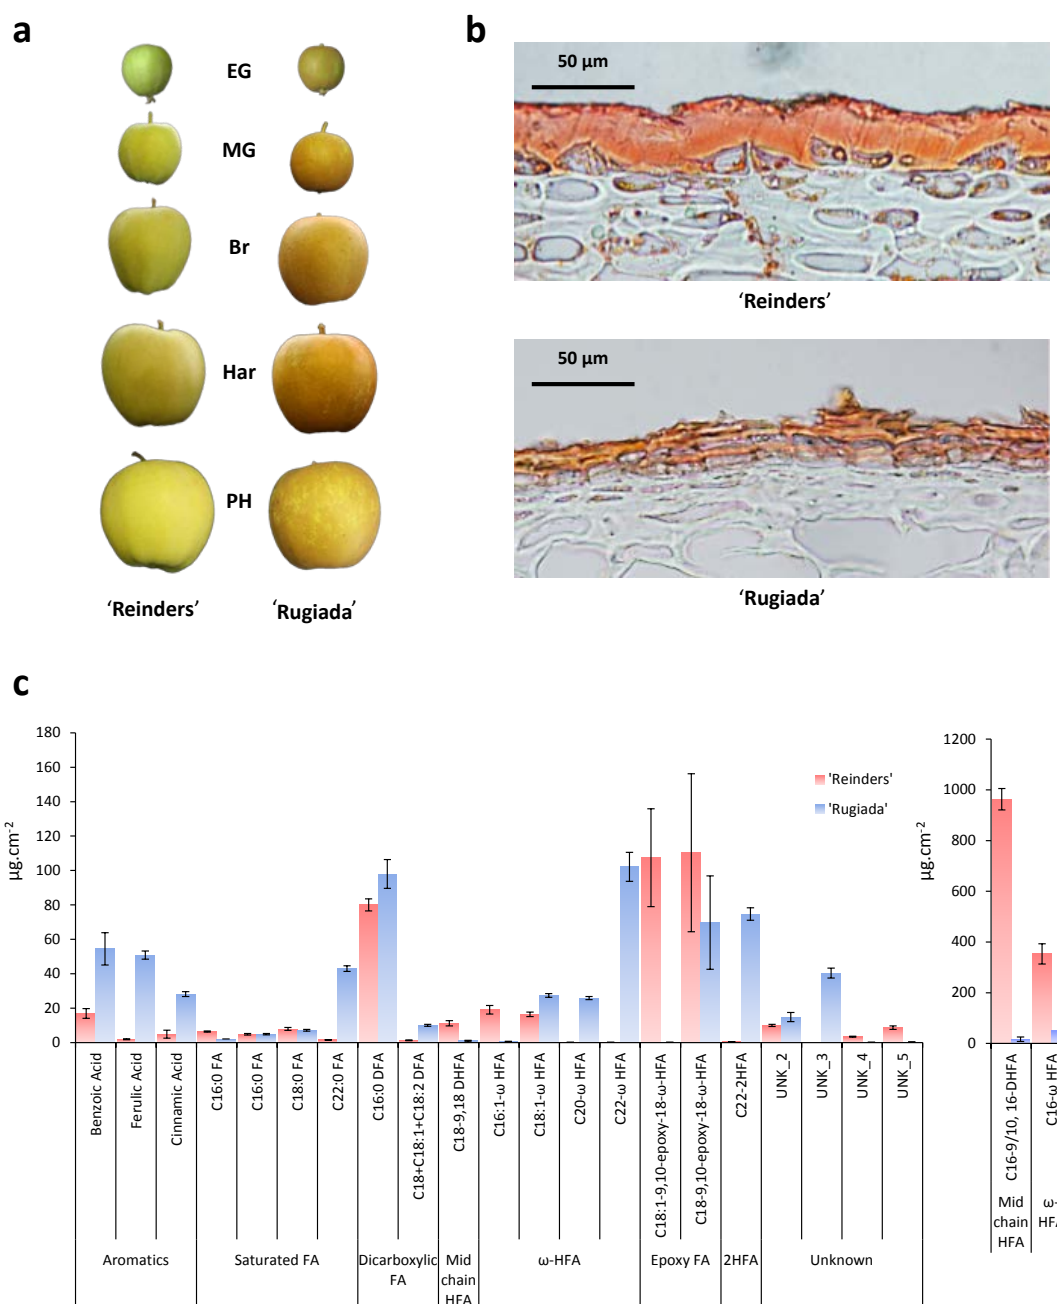 a
b
EG
MG
Br
Har
PH
‘Reinders’
‘Rugiada’
50 µm
‘Reinders’
50 µm
‘Rugiada’
c
180
160
140
120
100
80
60
40
20
0
µg.cm-2
'Reinders'
'Rugiada'
Benzoic Acid
Ferulic Acid
Cinnamic Acid
C16:0 FA
C16:0 FA
C18:0 FA
C22:0 FA
C16:0 DFA
C18+C18:1+C18:2 DFA
C18-9,18 DHFA
C16:1-ω HFA
C18:1-ω HFA
C20-ω HFA
C22-ω HFA
C18:1-9,10-epoxy-18-ω-HFA
C18-9,10-epoxy-18-ω-HFA
C22-2HFA
UNK_2
UNK_3
UNK_4
UNK_5
Aromatics
Saturated FA
Dicarboxylic
FA
Mid
chain
HFA
ω-HFA
Epoxy FA
2HFA
Unknown
1200
1000
800
600
400
200
0
µg.cm-2
C16-9/10, 16-DHFA
C16-ω HFA
Mid
chain
HFA
ω-